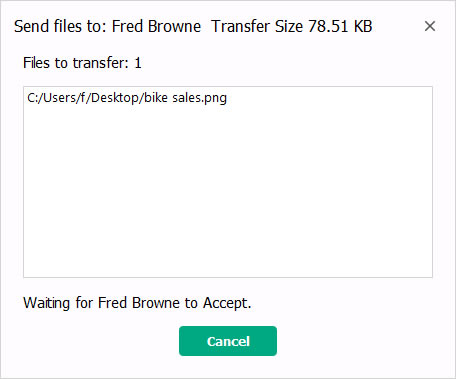 Send files to: Fred Browne  Transfer Size 78.51 KB
Files to transfer: 1
C:/Users/f/Desktop/bike sales.png
Waiting for Fred Browne to Accept.
Cancel